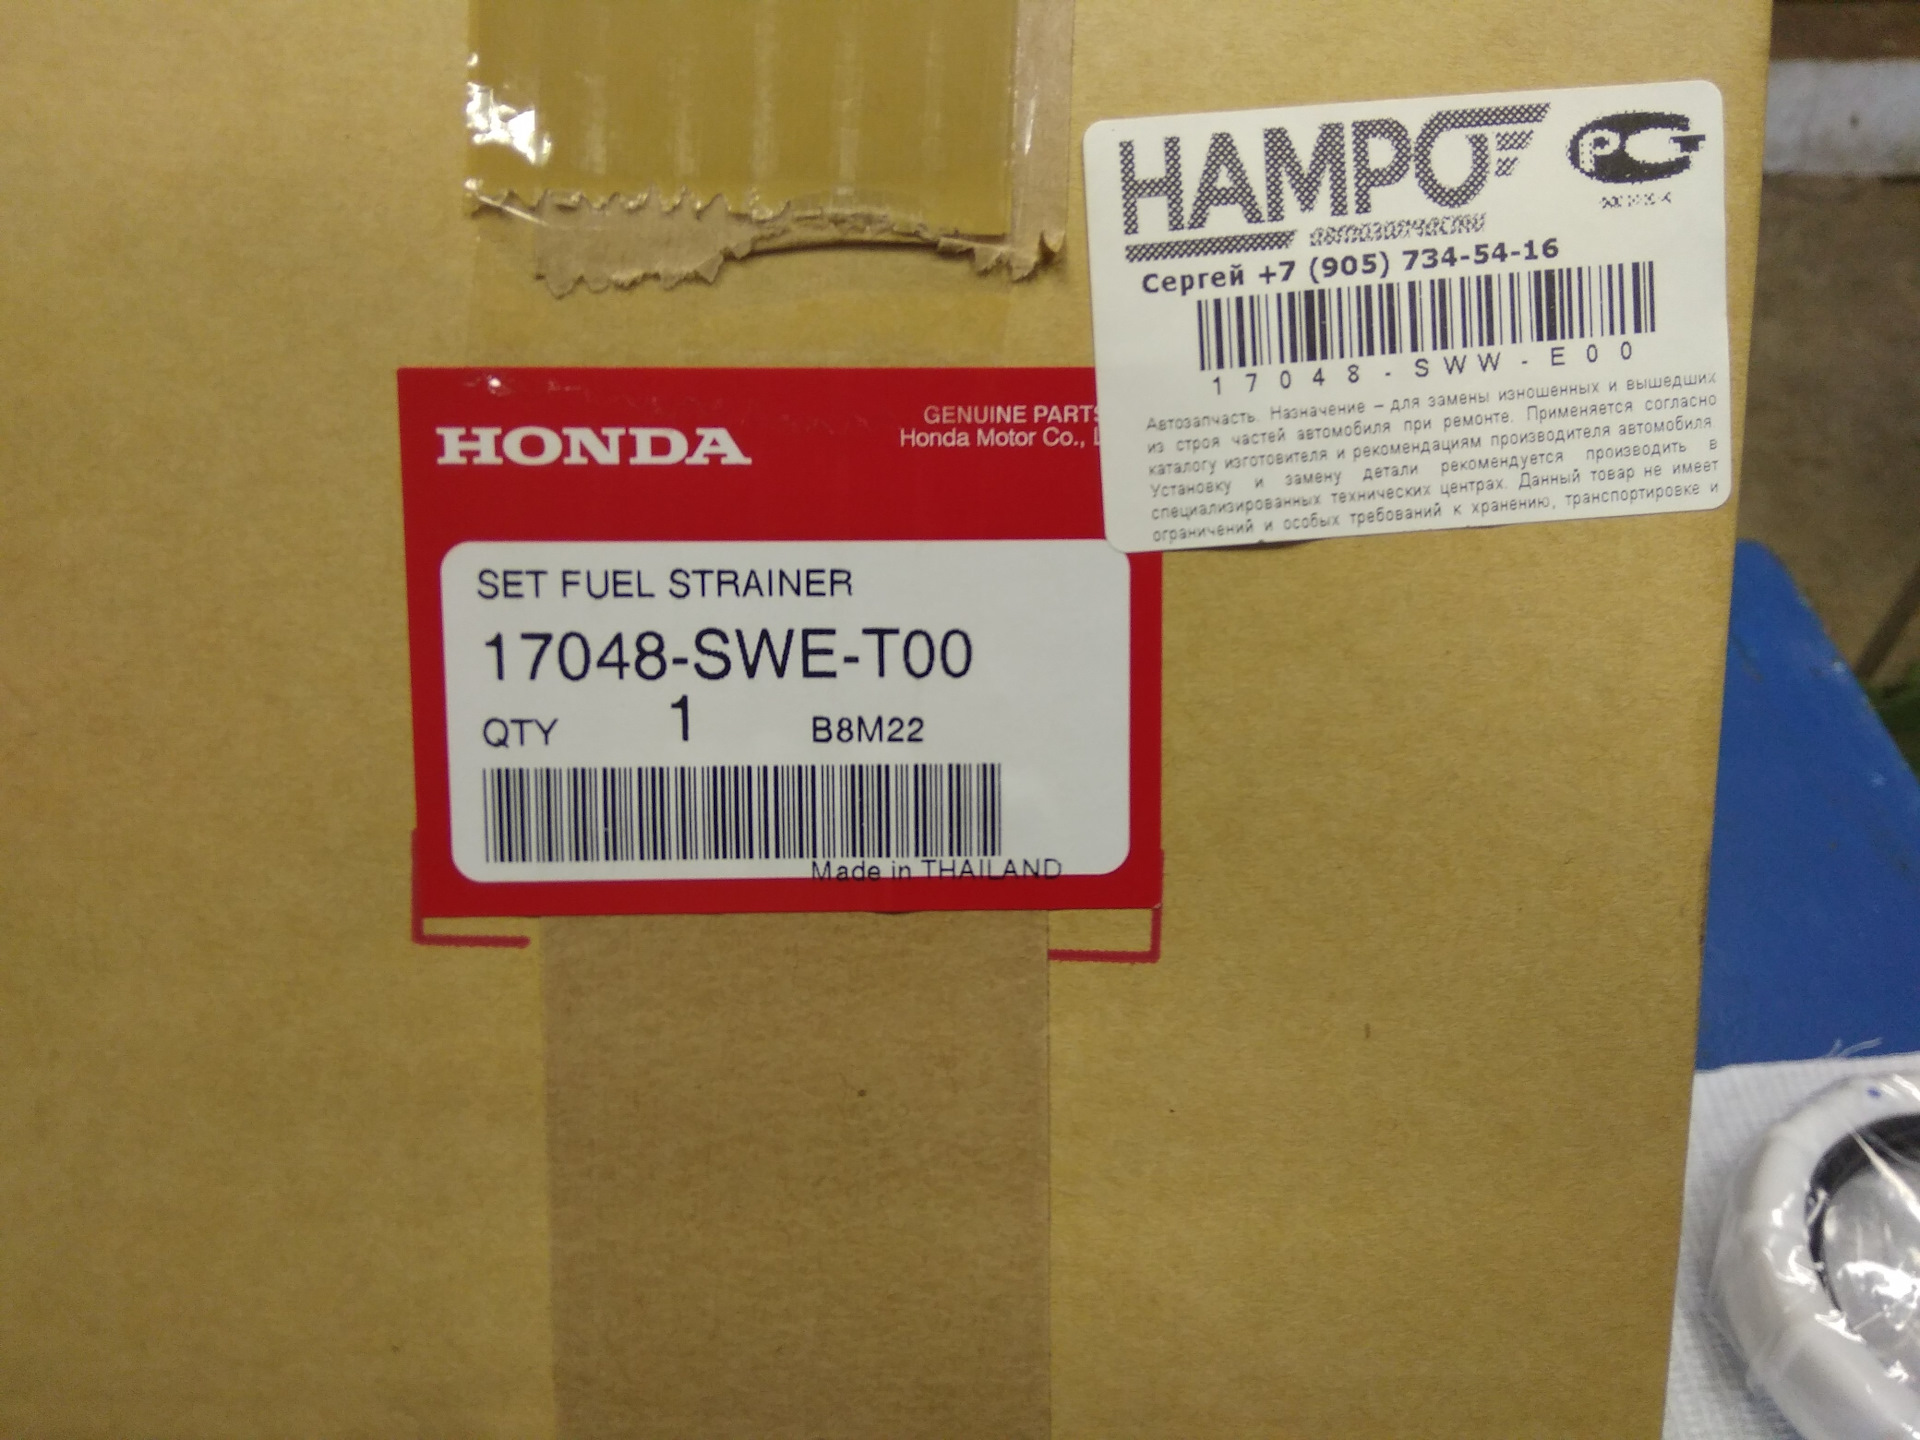 HAMPO
автозапчасти
РСТ
Сергей +7 (905) 734-54-16
17048-SWW-E00
Автозапчасть. Назначение – для замены изношенных и вышедших
из строя частей автомобиля при ремонте. Применяется согласно
каталогу изготовителя и рекомендациям производителя автомобиля
Установку и замену детали рекомендуется производить в
специализированных технических центрах. Данный товар не имеет
ограничений и особых требований к хранению, транспортировке и
HONDA
GENUINE PARTS
Honda Motor Co., L
SET FUEL STRAINER
17048-SWE-T00
QTY 1 B8M22
Made in THAILAND